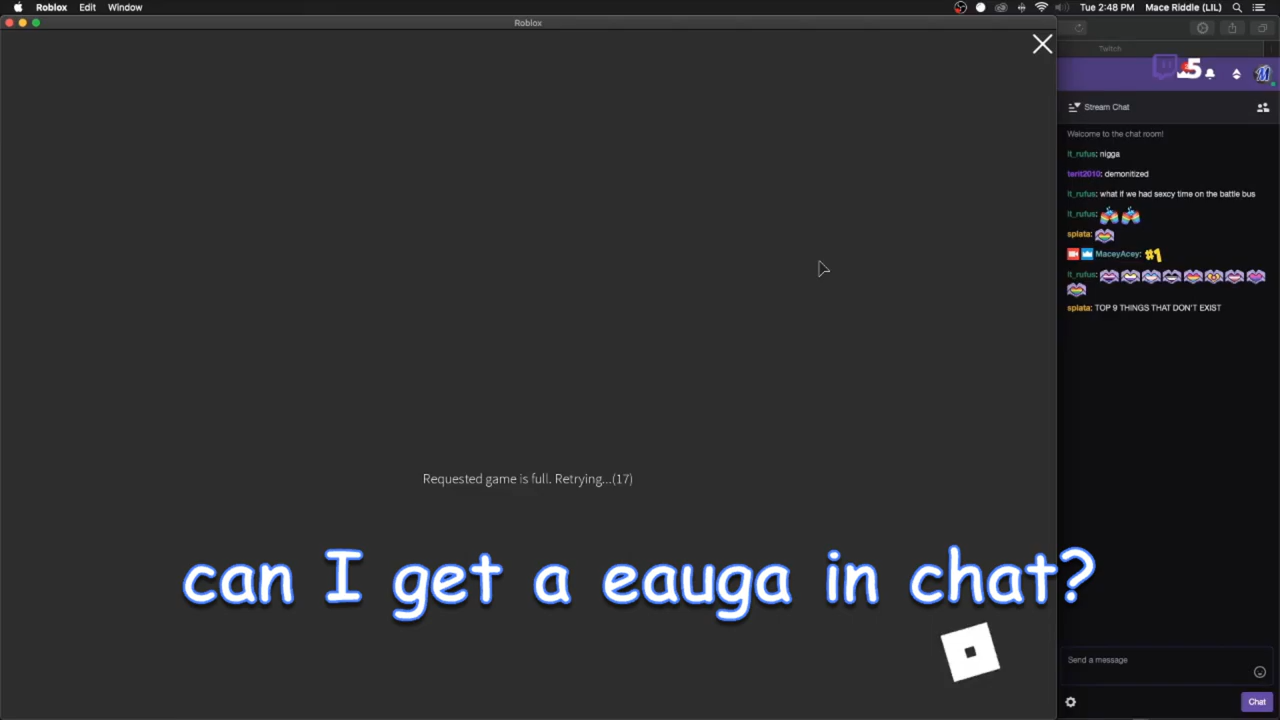 Roblox Edit Window
Tue 2:48 PM Mace Riddle (LIL)
Roblox
Twitch
5
Stream Chat
Welcome to the chat room!
lt_rufus: nigga
terit2010: demonitized
lt_rufus: what if we had sexcy time on the battle bus
lt_rufus:
splata:
MaceyAcey: #1
lt_rufus:
splata: TOP 9 THINGS THAT DON'T EXIST
Requested game is full. Retrying...(17)
can I get a eauga in chat?
Send a message
Chat